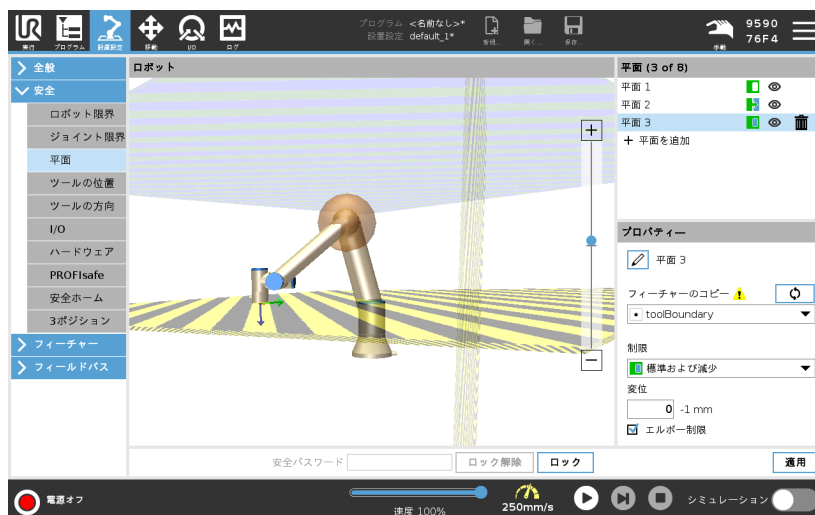 UR
実行
プログラム
設置設定
移動
I/O
ログ
プログラム <名前なし>*
設置設定 default_1*
新規...
開く...
保存...
手動
9590
76F4
全般
安全
ロボット限界
ジョイント限界
平面
ツールの位置
ツールの方向
I/O
ハードウェア
PROFIsafe
安全ホーム
3ポジション
フィーチャー
フィールドバス
ロボット
安全パスワード
ロック解除
ロック
平面 (3 of 8)
平面 1
平面 2
平面 3
+ 平面を追加
プロパティー
平面 3
フィーチャーのコピー
toolBoundary
制限
標準および減少
変位
0 -1 mm
エルボー制限
適用
電源オフ
速度 100%
250mm/s
シミュレーション